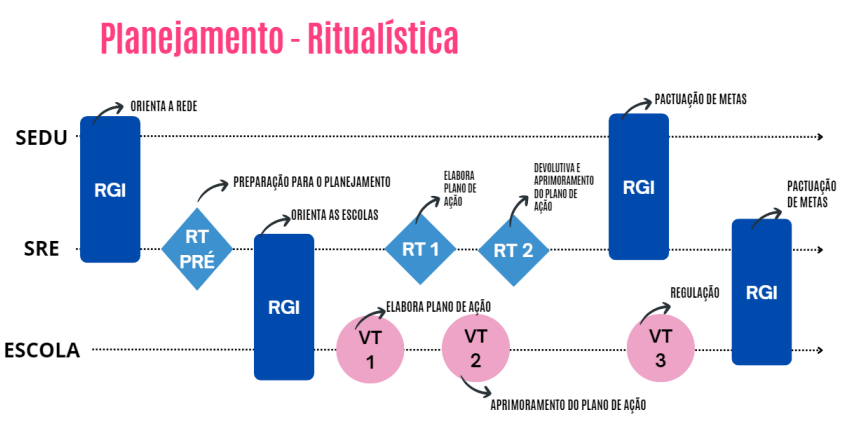 Planejamento - Ritualística
ORIENTA A REDE
PACTUAÇÃO DE METAS
SEDU
RGI
PREPARAÇÃO PARA O PLANEJAMENTO
ELABORA
PLANO DE
AÇÃO
DEVOLUTIVA E
APRIMORAMENTO
DO PLANO DE
AÇÃO
RGI
PACTUAÇÃO
DE METAS
ORIENTA AS ESCOLAS
SRE
RT
PRÉ
RT 1
RT 2
RGI
ELABORA PLANO DE AÇÃO
REGULAÇÃO
RGI
ESCOLA
VT
1
VT
2
VT
3
APRIMORAMENTO DO PLANO DE AÇÃO